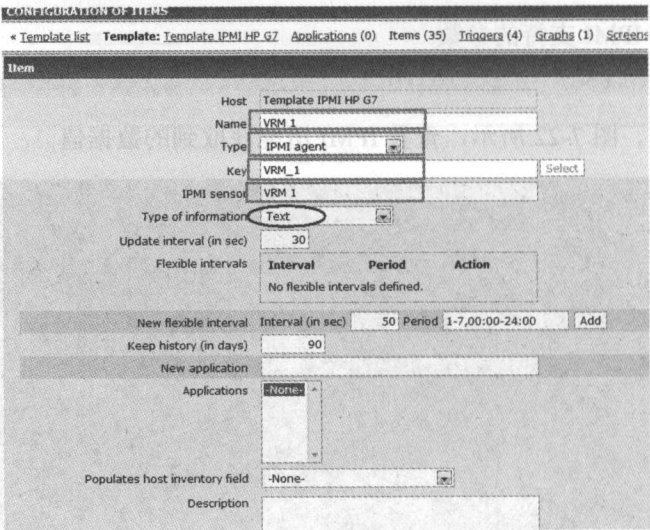 CONFIGURATION OF ITEMS
« Template list Template: Template IPMI HP G7 Applications (0) Items (35) Triggers (4) Graphs (1) Screens
Item
Host Template IPMI HP G7
Name VRM 1
Type IPMI agent
Key VRM_1 Select
IPMI sensor VRM 1
Type of information Text
Update interval (in sec) 30
Flexible intervals Interval Period Action
No flexible intervals defined.
New flexible interval Interval (in sec) 50 Period 1-7,00:00-24:00 Add
Keep history (in days) 90
New application
Applications -None-
Populates host inventory field -None-
Description